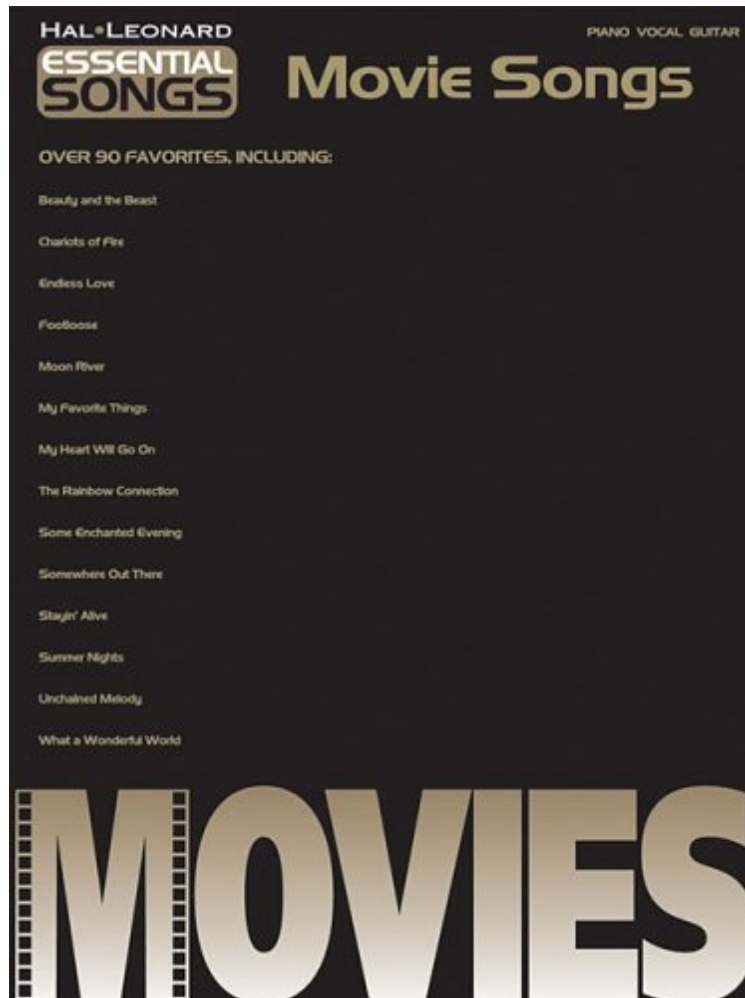 HAL•LEONARD
PIANO VOCAL GUITAR
ESSENTIAL
SONGS
Movie Songs
OVER 90 FAVORITES, INCLUDING:
Beauty and the Beast
Chariots of Fire
Endless Love
Footloose
Moon River
My Favorite Things
My Heart Will Go On
The Rainbow Connection
Some Enchanted Evening
Somewhere Out There
Stayin' Alive
Summer Nights
Unchained Melody
What a Wonderful World
MOVIES